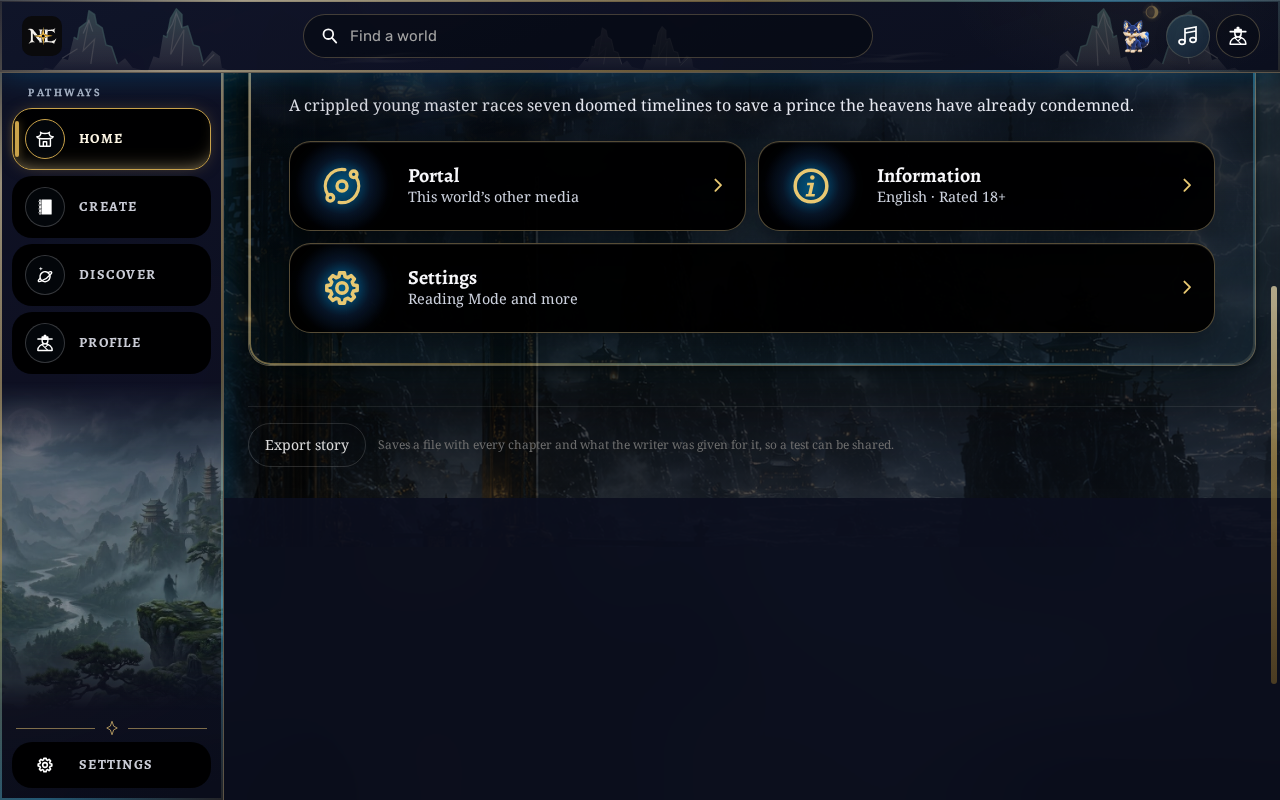 NE
Find a world
PATHWAYS
HOME
CREATE
DISCOVER
PROFILE
SETTINGS
A crippled young master races seven doomed timelines to save a prince the heavens have already condemned.
Portal
This world’s other media
Information
English · Rated 18+
Settings
Reading Mode and more
Export story
Saves a file with every chapter and what the writer was given for it, so a test can be shared.